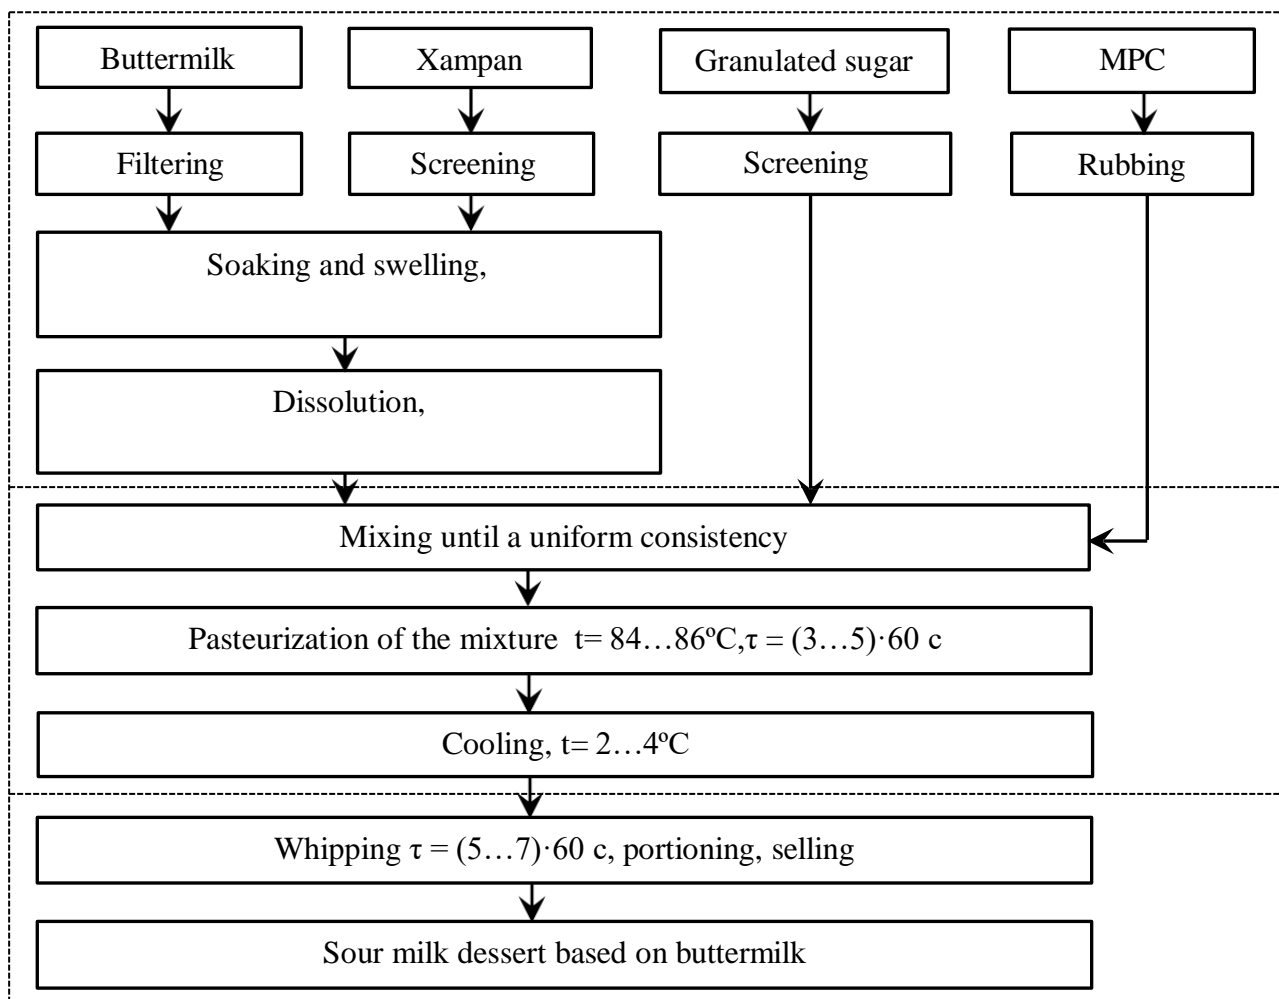 Buttermilk
Xampan
Granulated sugar
MPC
Filtering
Screening
Screening
Rubbing
Soaking and swelling,
Dissolution,
Mixing until a uniform consistency
Pasteurization of the mixture t= 84…86ºC,τ = (3…5)·60 c
Cooling, t= 2…4ºC
Whipping τ = (5…7)·60 c, portioning, selling
Sour milk dessert based on buttermilk